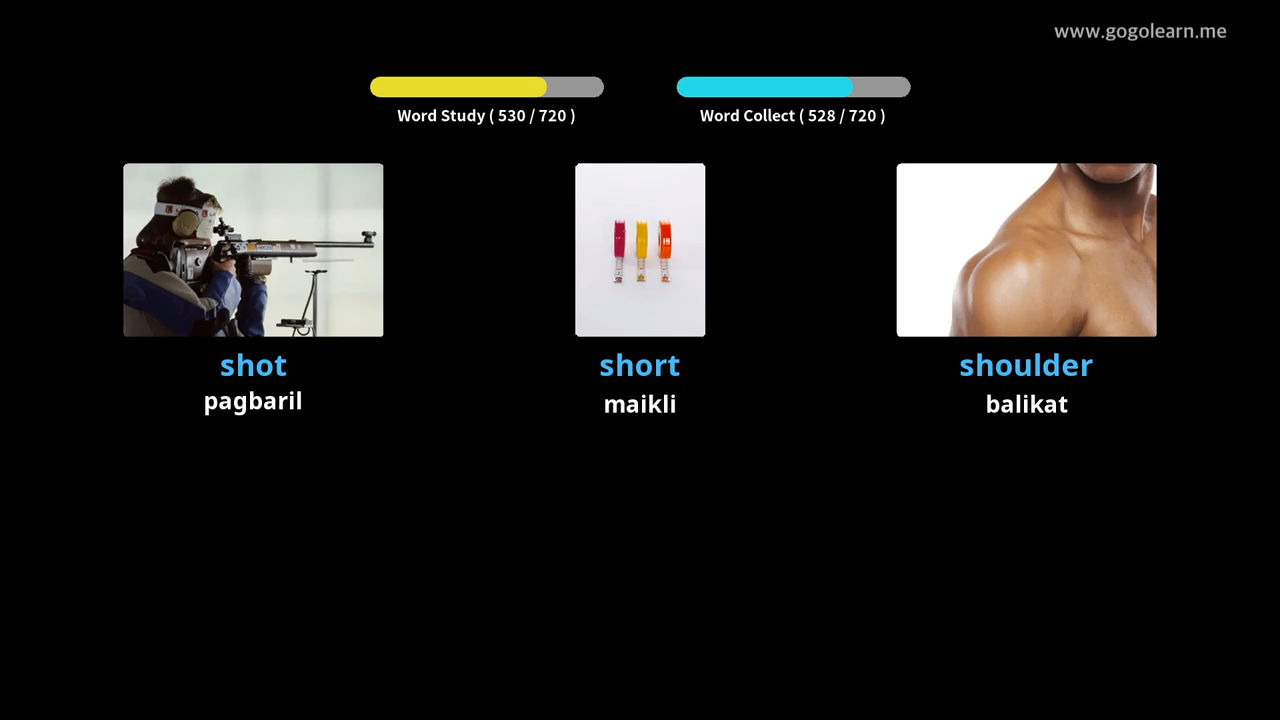 www.gogolearn.me
Word Study ( 530 / 720 )
Word Collect ( 528 / 720 )
shot
pagbaril
short
maikli
shoulder
balikat